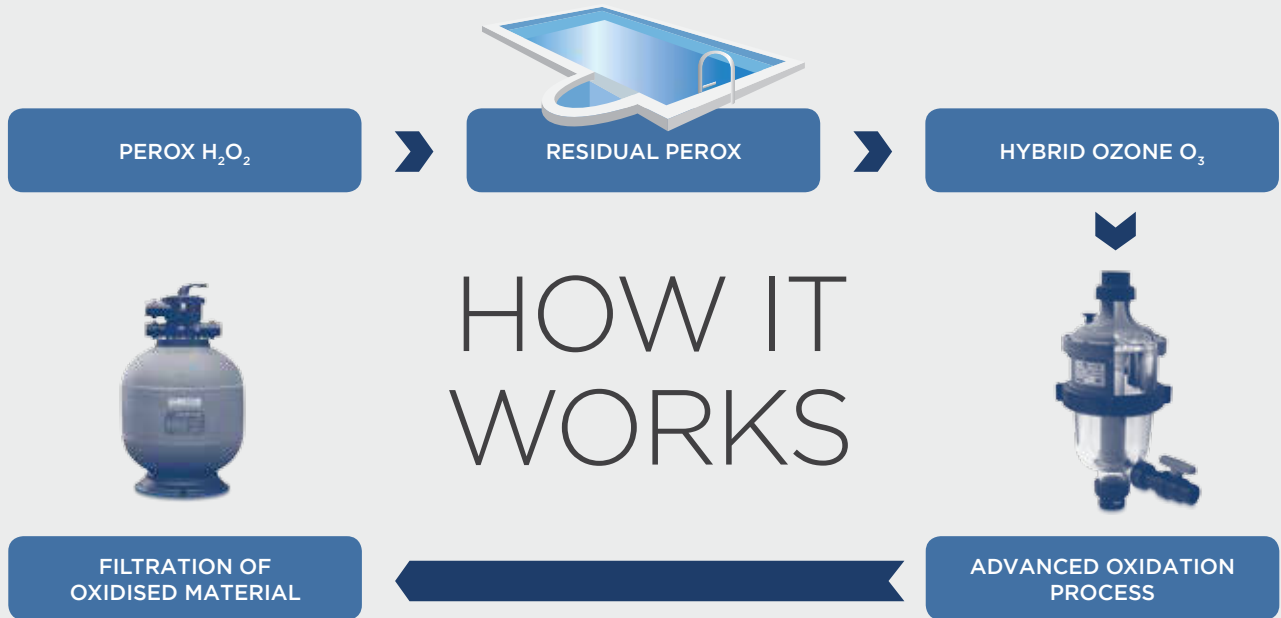 PEROX H₂O₂
RESIDUAL PEROX
HYBRID OZONE O₃
HOW IT
WORKS
FILTRATION OF
OXIDISED MATERIAL
ADVANCED OXIDATION
PROCESS